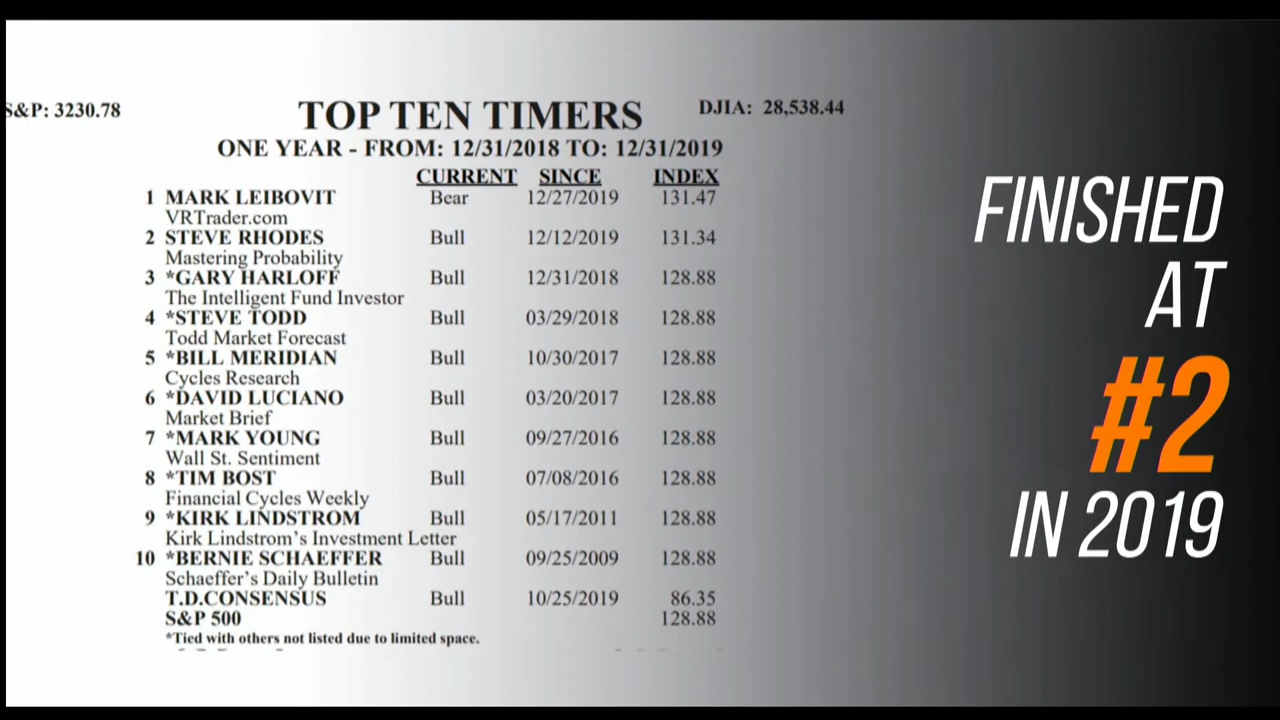 S&P: 3230.78
TOP TEN TIMERS
DJIA: 28,538.44
ONE YEAR - FROM: 12/31/2018 TO: 12/31/2019
CURRENT SINCE INDEX
1 MARK LEIBOVIT Bear 12/27/2019 131.47
VRTrader.com
2 STEVE RHODES Bull 12/12/2019 131.34
Mastering Probability
3 *GARY HARLOFF Bull 12/31/2018 128.88
The Intelligent Fund Investor
4 *STEVE TODD Bull 03/29/2018 128.88
Todd Market Forecast
5 *BILL MERIDIAN Bull 10/30/2017 128.88
Cycles Research
6 *DAVID LUCIANO Bull 03/20/2017 128.88
Market Brief
7 *MARK YOUNG Bull 09/27/2016 128.88
Wall St. Sentiment
8 *TIM BOST Bull 07/08/2016 128.88
Financial Cycles Weekly
9 *KIRK LINDSTROM Bull 05/17/2011 128.88
Kirk Lindstrom's Investment Letter
10 *BERNIE SCHAEFFER Bull 09/25/2009 128.88
Schaeffer's Daily Bulletin
T.D.CONSENSUS Bull 10/25/2019 86.35
S&P 500 128.88
*Tied with others not listed due to limited space.
FINISHED
AT
#2
IN 2019